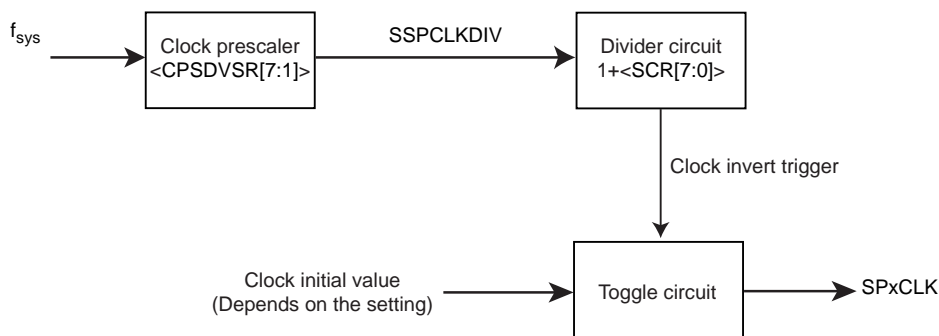 fsys
Clock prescaler
<CPSDVSR[7:1]>
SSPCLKDIV
Divider circuit
1+<SCR[7:0]>
Clock invert trigger
Clock initial value
(Depends on the setting)
Toggle circuit
SPxCLK